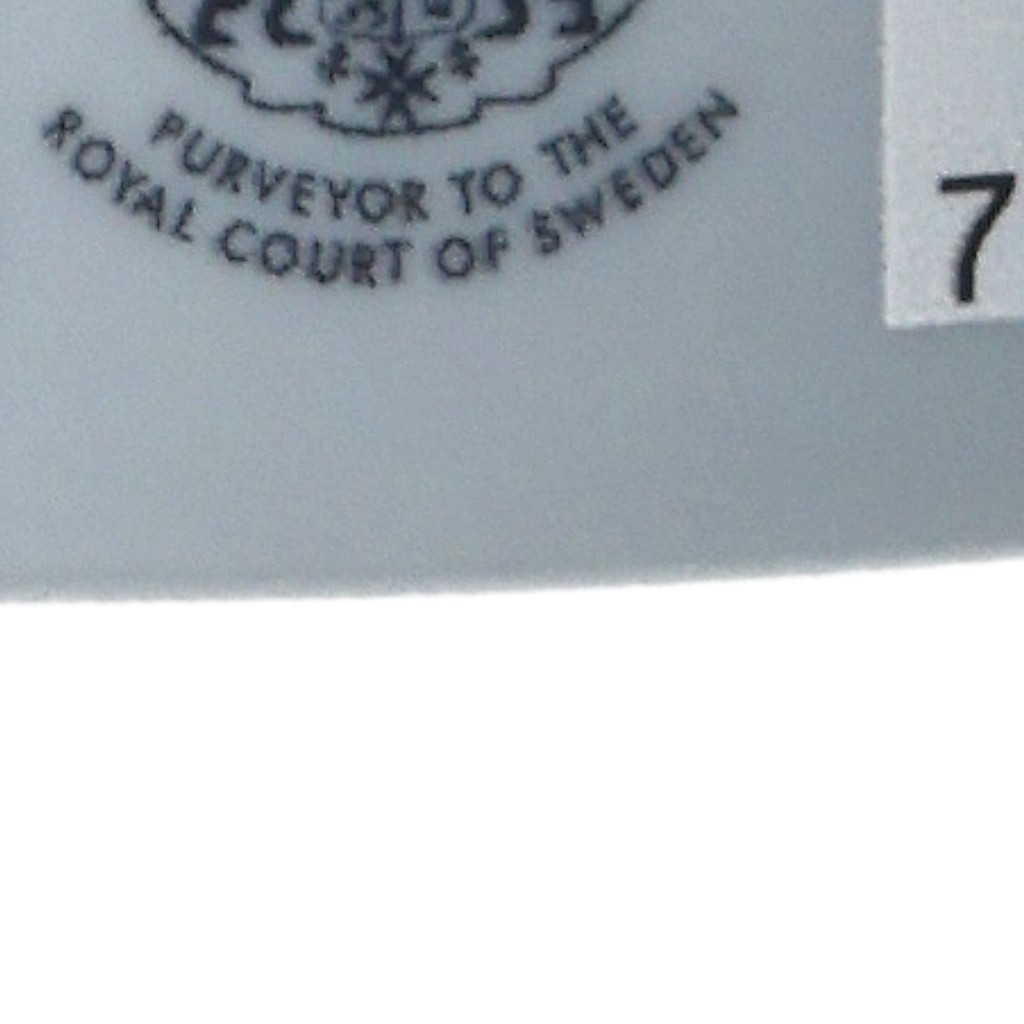 PURVEYOR TO THE
ROYAL COURT OF SWEDEN
7